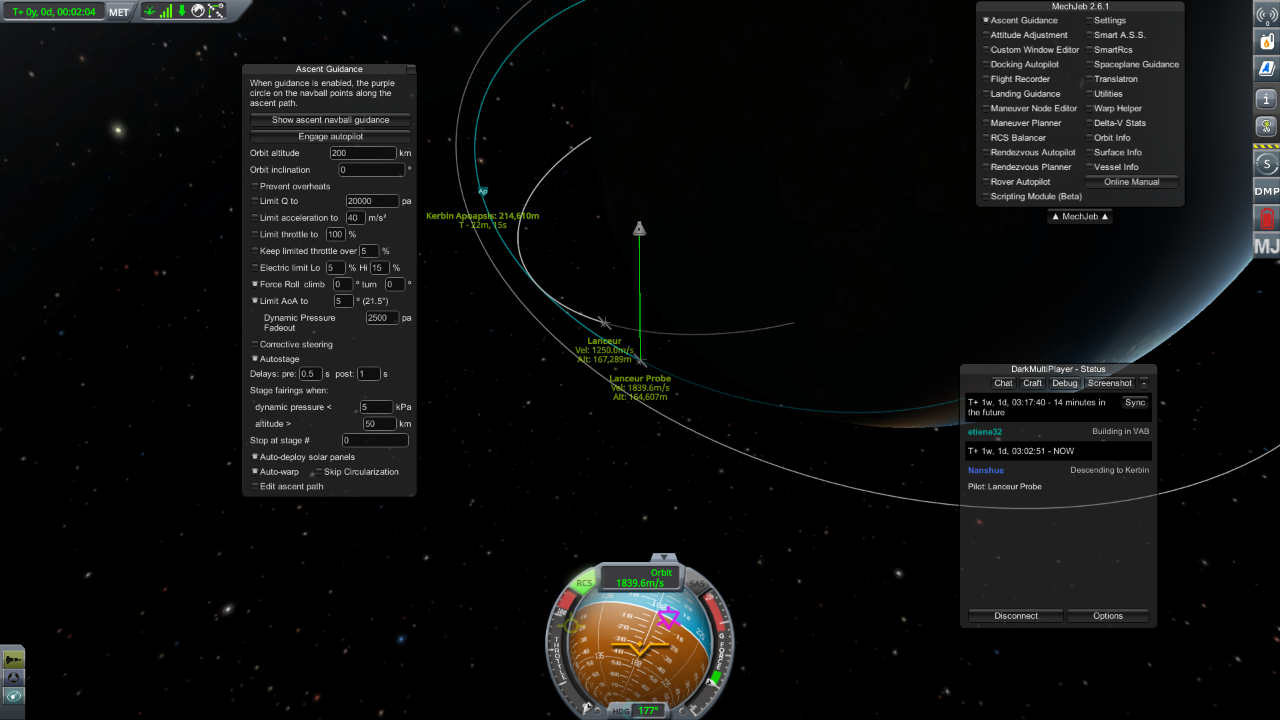 T+ 0y, 0d, 00:02:04 MET
Ascent Guidance
When guidance is enabled, the purple
circle on the navball points along the
ascent path.
Show ascent navball guidance
Engage autopilot
Orbit altitude 200 km
Orbit inclination 0 °
Prevent overheats
Limit Q to 20000 pa
Limit acceleration to 40 m/s²
Limit throttle to 100 %
Keep limited throttle over 5 %
Electric limit Lo 5 % Hi 15 %
Force Roll climb 0 ° turn 0 °
Limit AoA to 5 ° (21.5°)
Dynamic Pressure 2500 pa
Fadeout
Corrective steering
Autostage
Delays: pre: 0.5 s post: 1 s
Stage fairings when:
dynamic pressure < 5 kPa
altitude > 50 km
Stop at stage # 0
Auto-deploy solar panels
Auto-warp Skip Circularization
Edit ascent path
Ap
Kerbin Apoapsis: 214,610m
T - 22m, 15s
Lanceur
Vel: 1250.0m/s
Alt: 167,289m
Lanceur Probe
Vel: 1839.6m/s
Alt: 164,607m
MechJeb 2.6.1
Ascent Guidance Settings
Attitude Adjustment Smart A.S.S.
Custom Window Editor SmartRcs
Docking Autopilot Spaceplane Guidance
Flight Recorder Translatron
Landing Guidance Utilities
Maneuver Node Editor Warp Helper
Maneuver Planner Delta-V Stats
RCS Balancer Orbit Info
Rendezvous Autopilot Surface Info
Rendezvous Planner Vessel Info
Rover Autopilot Online Manual
Scripting Module (Beta)
▲ MechJeb ▲
S
DMP
MJ
DarkMultiPlayer - Status
Chat Craft Debug Screenshot -
T+ 1w, 1d, 03:17:40 - 14 minutes in Sync
the future
etiene32 Building in VAB
T+ 1w, 1d, 03:02:51 - NOW
Nanshue Descending to Kerbin
Pilot: Lanceur Probe
Disconnect Options
Orbit
1839.6m/s
RCS SAS
THROTTLE
G FORCE
HDG 177°